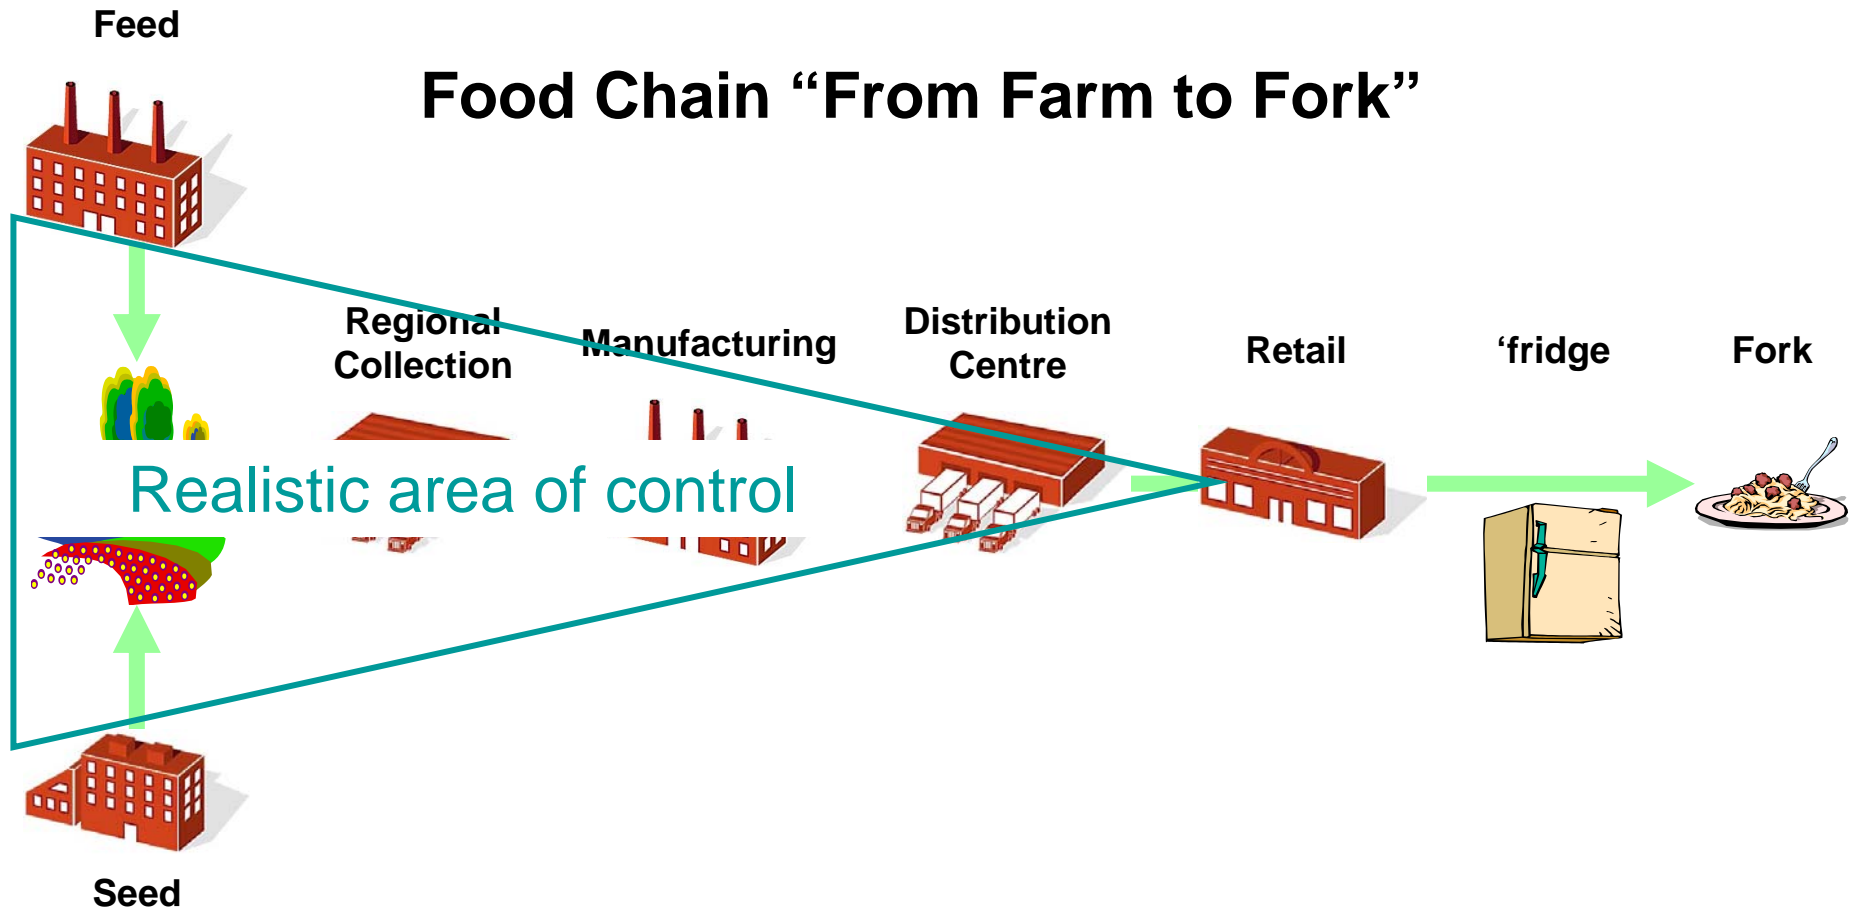 Feed
Food Chain “From Farm to Fork”
Regional
Collection
Manufacturing
Distribution
Centre
Retail
‘fridge
Fork
Realistic area of control
Seed